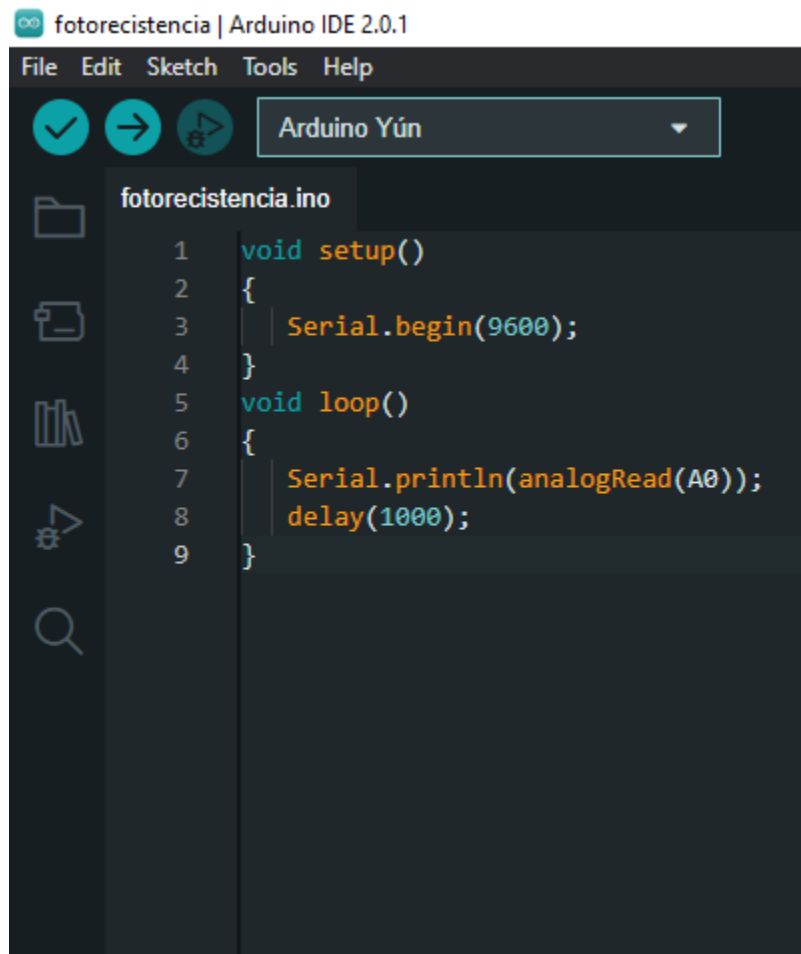 fotorecistencia | Arduino IDE 2.0.1
File Edit Sketch Tools Help
Arduino Yún
fotorecistencia.ino
1 void setup()
2 {
3 Serial.begin(9600);
4 }
5 void loop()
6 {
7 Serial.println(analogRead(A0));
8 delay(1000);
9 }